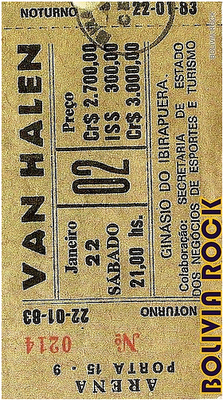 NOTURNO
22-01-83
VAN HALEN
Preço
Cr$ 2.700,00
ISS 300,00
Cr$ 3.000,00
02
Janeiro
22
SÁBADO
21,00 hs.
GINÁSIO DO IBIRAPUERA.
Colaboração: SECRETARIA DE ESTADO
DOS NEGÓCIOS DE ESPORTES E TURISMO
22-01-83
NOTURNO
Nº 0214
ARENA
PORTA 15 - 9
BOLIVIN ROCK